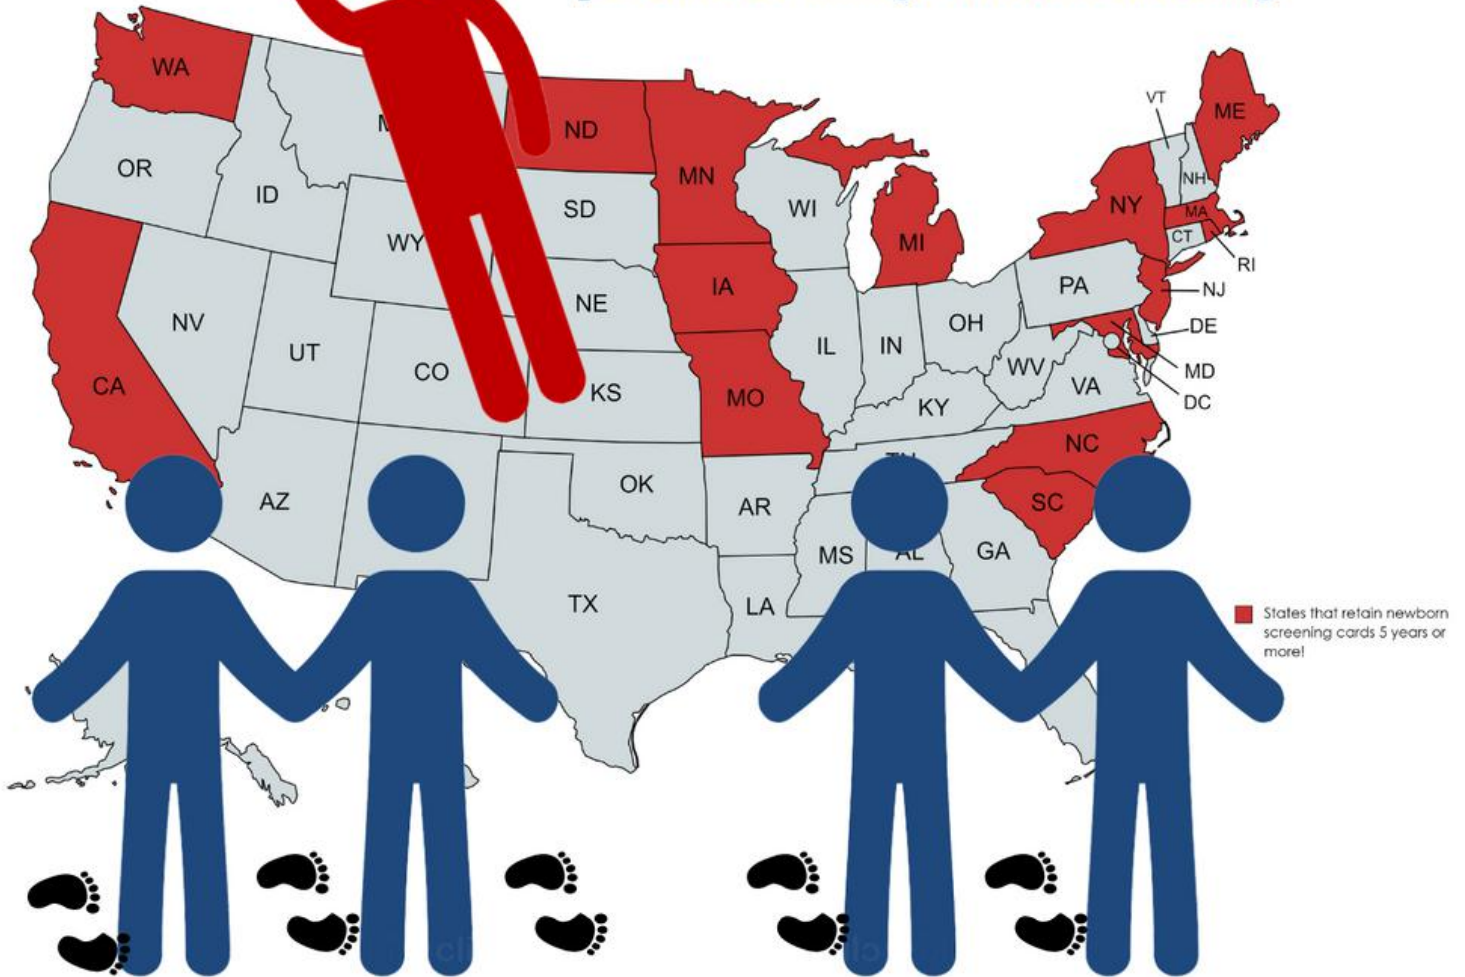 WA
ND
MN
OR
ID
SD
WI
MI
VT
NH
ME
NY
MA
CT
RI
WY
IA
NE
PA
NJ
NV
UT
CO
IL
IN
OH
DE
CA
KS
MO
WV
VA
MD
KY
DC
NC
AZ
OK
AR
SC
MS
AL
GA
TX
LA
States that retain newborn
screening cards 5 years or
more!